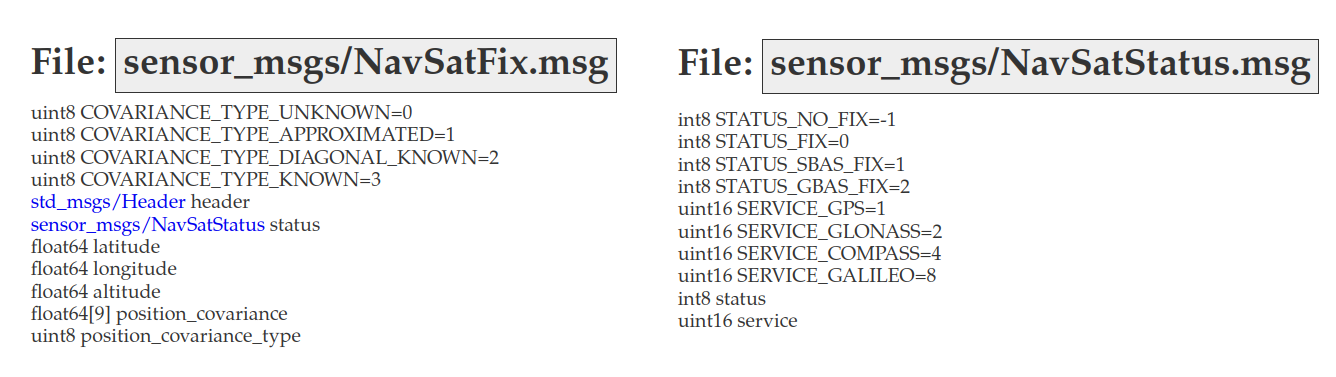 File: sensor_msgs/NavSatFix.msg
uint8 COVARIANCE_TYPE_UNKNOWN=0
uint8 COVARIANCE_TYPE_APPROXIMATED=1
uint8 COVARIANCE_TYPE_DIAGONAL_KNOWN=2
uint8 COVARIANCE_TYPE_KNOWN=3
std_msgs/Header header
sensor_msgs/NavSatStatus status
float64 latitude
float64 longitude
float64 altitude
float64[9] position_covariance
uint8 position_covariance_type
File: sensor_msgs/NavSatStatus.msg
int8 STATUS_NO_FIX=-1
int8 STATUS_FIX=0
int8 STATUS_SBAS_FIX=1
int8 STATUS_GBAS_FIX=2
uint16 SERVICE_GPS=1
uint16 SERVICE_GLONASS=2
uint16 SERVICE_COMPASS=4
uint16 SERVICE_GALILEO=8
int8 status
uint16 service